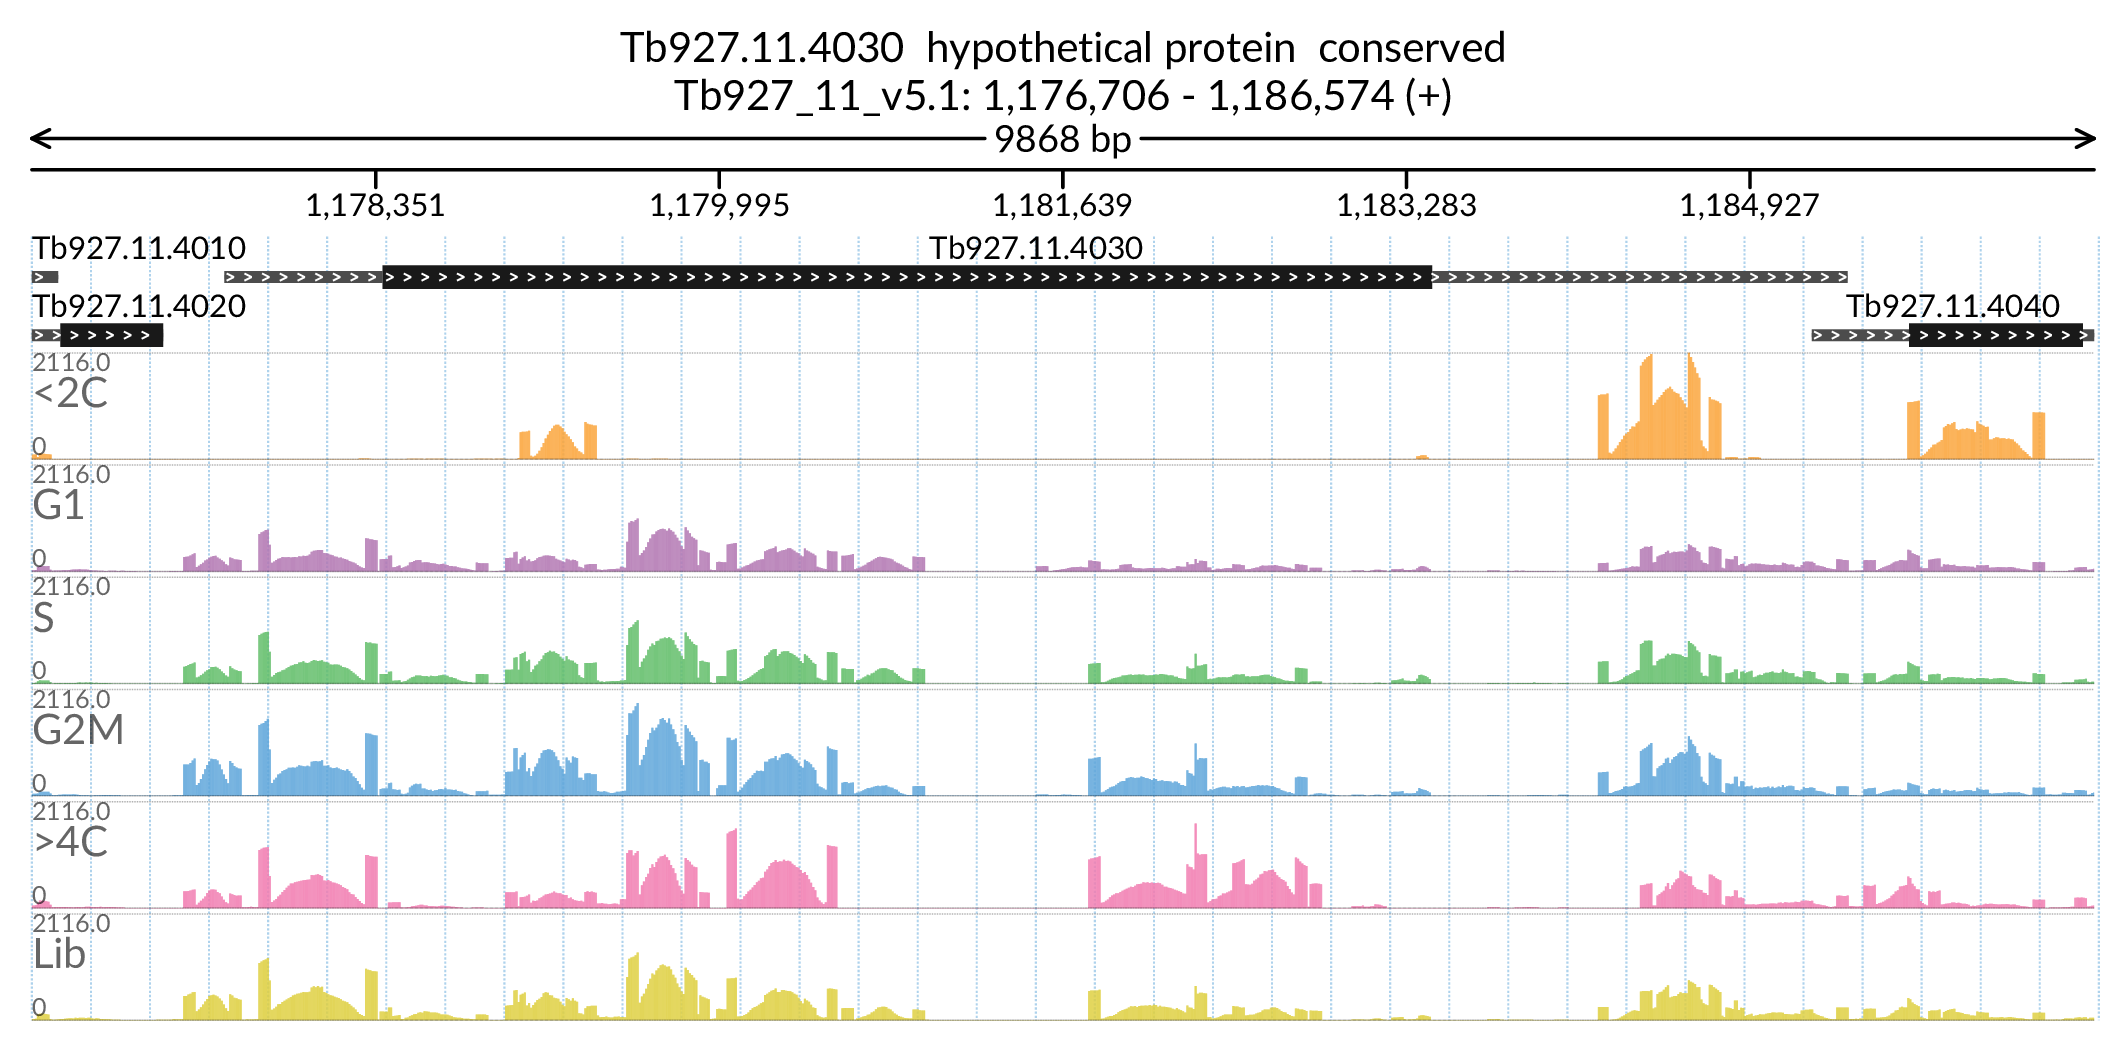 Tb927.11.4030 hypothetical protein conserved
Tb927_11_v5.1: 1,176,706 - 1,186,574 (+)
9868 bp
1,178,351 1,179,995 1,181,639 1,183,283 1,184,927
Tb927.11.4010 Tb927.11.4030
Tb927.11.4020 Tb927.11.4040
2116.0
<2C
0
2116.0
G1
0
2116.0
S
0
2116.0
G2M
0
2116.0
>4C
0
2116.0
Lib
0